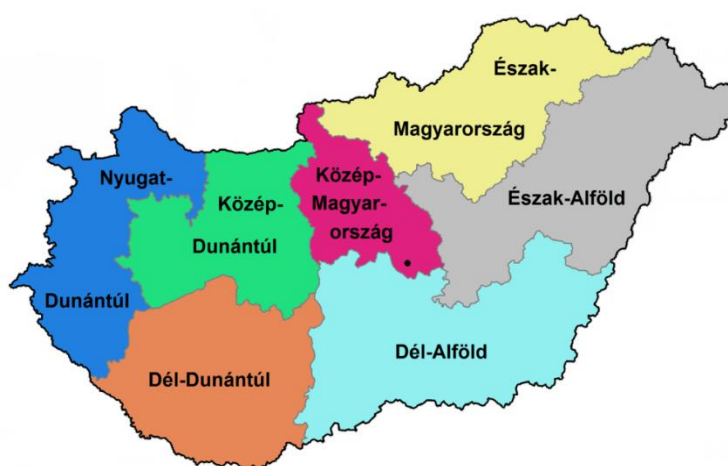 Észak-
Magyarország
Nyugat-
Dunántúl
Közép-
Dunántúl
Közép-
Magyar-
ország
Észak-Alföld
Dél-Dunántúl
Dél-Alföld